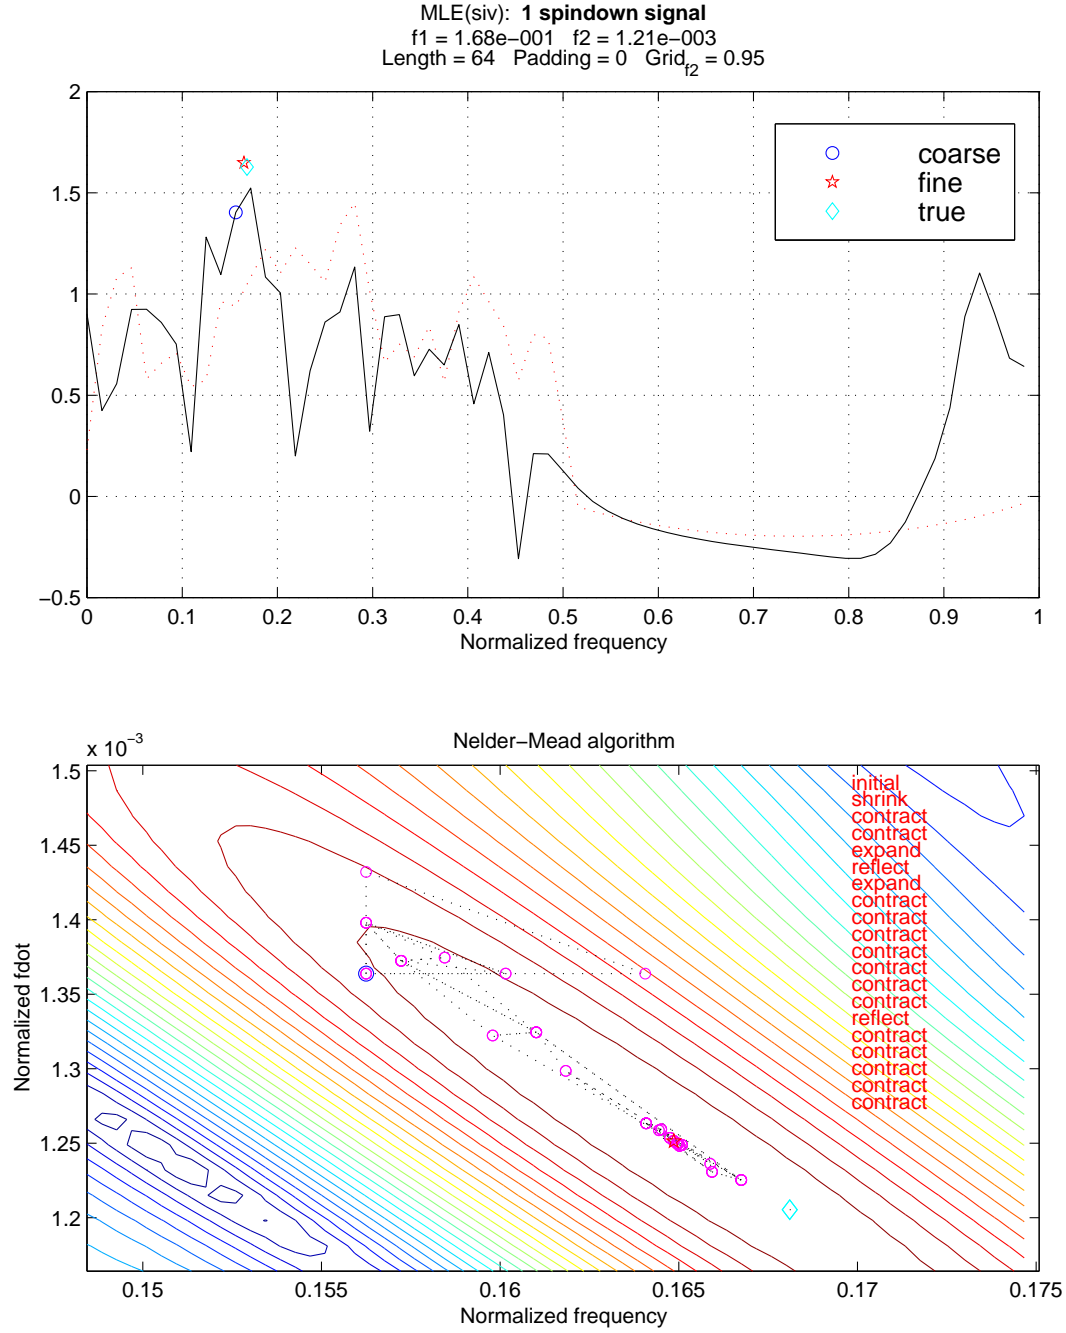 MLE(siv): 1 spindown signal
f1 = 1.68e−001 f2 = 1.21e−003
Length = 64 Padding = 0 Grid_f2 = 0.95
2
1.5
1
0.5
0
−0.5
coarse
fine
true
0 0.1 0.2 0.3 0.4 0.5 0.6 0.7 0.8 0.9 1
Normalized frequency
Nelder−Mead algorithm
x 10^−3
1.5
1.45
1.4
1.35
1.3
1.25
1.2
Normalized fdot
initial
shrink
contract
contract
expand
reflect
expand
contract
contract
contract
contract
contract
contract
contract
reflect
contract
contract
contract
contract
contract
0.15 0.155 0.16 0.165 0.17 0.175
Normalized frequency